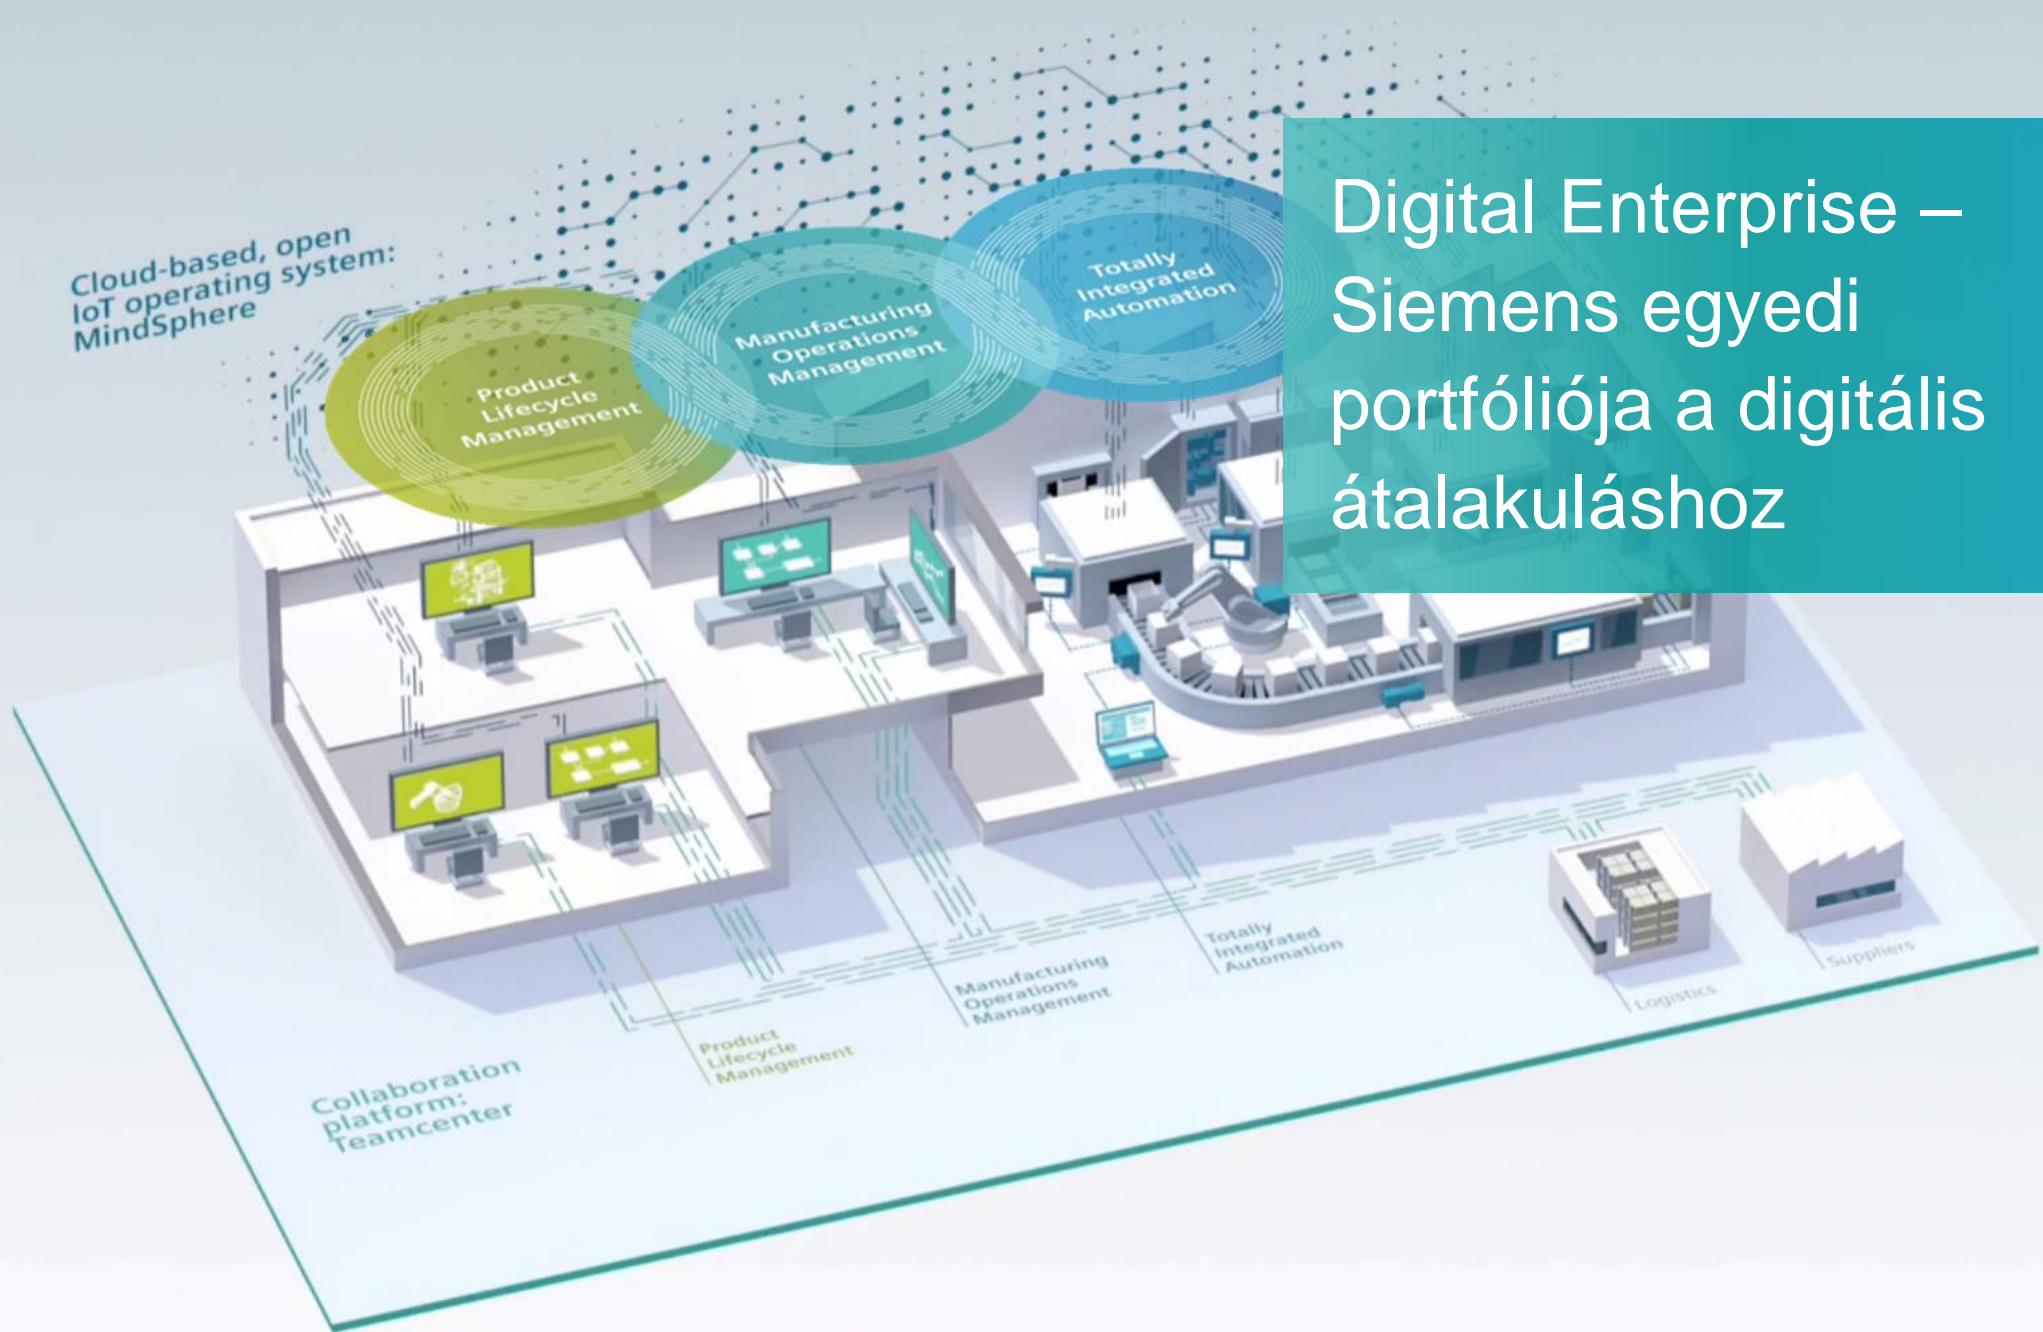 Digital Enterprise –
Siemens egyedi
portfóliója a digitális
átalakuláshoz
Cloud-based, open
IoT operating system:
MindSphere
Product
Lifecycle
Management
Manufacturing
Operations
Management
Totally
Integrated
Automation
Collaboration
platform:
Teamcenter
Product
Lifecycle
Management
Manufacturing
Operations
Management
Totally
Integrated
Automation
Logistics
Suppliers